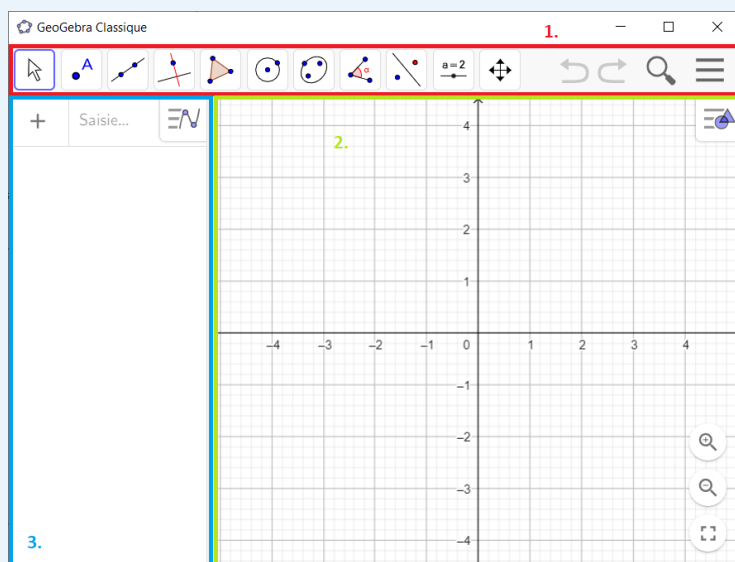 GeoGebra Classique
1.
A
α
a=2
+ Saisie...
2.
4
3
2
1
–4 –3 –2 –1 0 1 2 3 4
–1
–2
–3
–4
3.